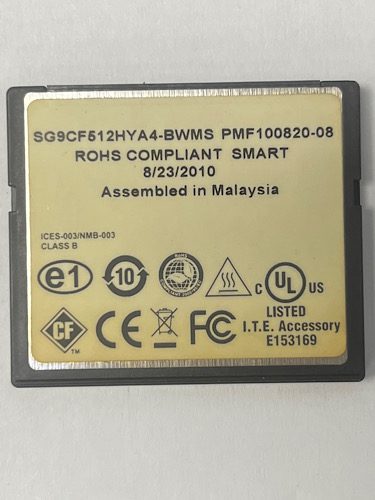 SG9CF512HYA4-BWMS PMF100820-08
ROHS COMPLIANT SMART
8/23/2010
Assembled in Malaysia
ICES-003/NMB-003
CLASS B
e1
10
C UL US
LISTED
I.T.E. Accessory
E153169
CF
TM
CE
FC